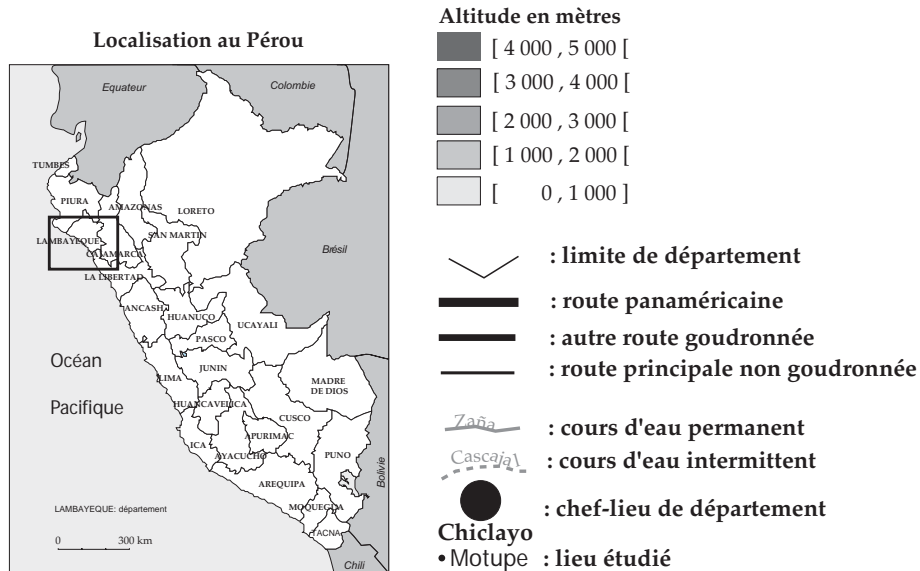 Localisation au Pérou
Equateur
Colombie
TUMBES
PIURA
AMAZONAS
LORETO
SAN MARTIN
LAMBAYEQUE
CAJAMARCA
Brésil
LA LIBERTAD
ANCASH
HUANUCO
UCAYALI
PASCO
Océan
Pacifique
JUNIN
LIMA
MADRE
DE DIOS
HUANCAVELICA
CUSCO
ICA
APURIMAC
AYACUCHO
PUNO
AREQUIPA
Bolivie
MOQUEGUA
TACNA
LAMBAYEQUE: département
0 300 km
Chili
Altitude en mètres
[ 4 000 , 5 000 [
[ 3 000 , 4 000 [
[ 2 000 , 3 000 [
[ 1 000 , 2 000 [
[ 0 , 1 000 ]
: limite de département
: route panaméricaine
: autre route goudronnée
: route principale non goudronnée
Zaña : cours d'eau permanent
Cascajal : cours d'eau intermittent
: chef-lieu de département
Chiclayo
• Motupe : lieu étudié